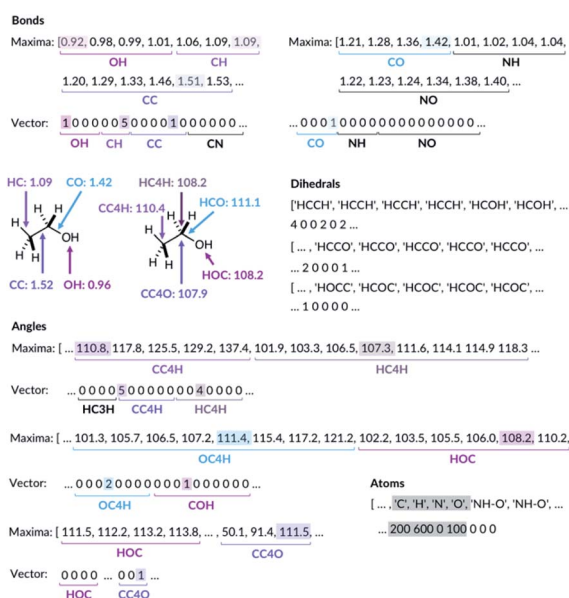 Bonds
Maxima: [0.92, 0.98, 0.99, 1.01, 1.06, 1.09, 1.09,
OH CH
1.20, 1.29, 1.33, 1.46, 1.51, 1.53, ...
CC
Vector: 1 0 0 0 0 0 5 0 0 0 0 1 0 0 0 0 0 0 ...
OH CH CC CN
Maxima: [1.21, 1.28, 1.36, 1.42, 1.01, 1.02, 1.04, 1.04,
CO NH
1.22, 1.23, 1.24, 1.34, 1.38, 1.40, ...
NO
... 0 0 0 1 0 0 0 0 0 0 0 0 0 0 0 0 0 0 ...
CO NH NO
HC: 1.09 CO: 1.42
H H H H H OH
CC: 1.52 OH: 0.96
HC4H: 108.2
CC4H: 110.4 HCO: 111.1
H H H H H OH
HOC: 108.2
CC4O: 107.9
Dihedrals
['HCCH', 'HCCH', 'HCCH', 'HCCH', 'HCOH', 'HCOH', ...
4 0 0 2 0 2 ...
[ ... , 'HCCO', 'HCCO', 'HCCO', 'HCCO', 'HCCO', ...
... 2 0 0 0 1 ...
[ ... , 'HOCC', 'HCOC', 'HCOC', 'HCOC', 'HCOC', ...
... 1 0 0 0 0 ...
Angles
Maxima: [ ... 110.8, 117.8, 125.5, 129.2, 137.4, 101.9, 103.3, 106.5, 107.3, 111.6, 114.1 114.9 118.3 ...
CC4H HC4H
Vector: ... 0 0 0 0 5 0 0 0 0 0 0 0 4 0 0 0 0 ...
HC3H CC4H HC4H
Maxima: [ ... 101.3, 105.7, 106.5, 107.2, 111.4, 115.4, 117.2, 121.2, 102.2, 103.5, 105.5, 106.0, 108.2, 110.2,
OC4H HOC
Vector: ... 0 0 0 2 0 0 0 0 0 0 1 0 0 0 0 0 0 ...
OC4H COH
Maxima: [ 111.5, 112.2, 113.2, 113.8, ... , 50.1, 91.4, 111.5, ...
HOC CC4O
Vector: 0 0 0 0 ... 0 0 1 ...
HOC CC4O
Atoms
[ ... , 'C', 'H', 'N', 'O', 'NH-O', 'NH-O', ...
... 200 600 0 100 0 0 0